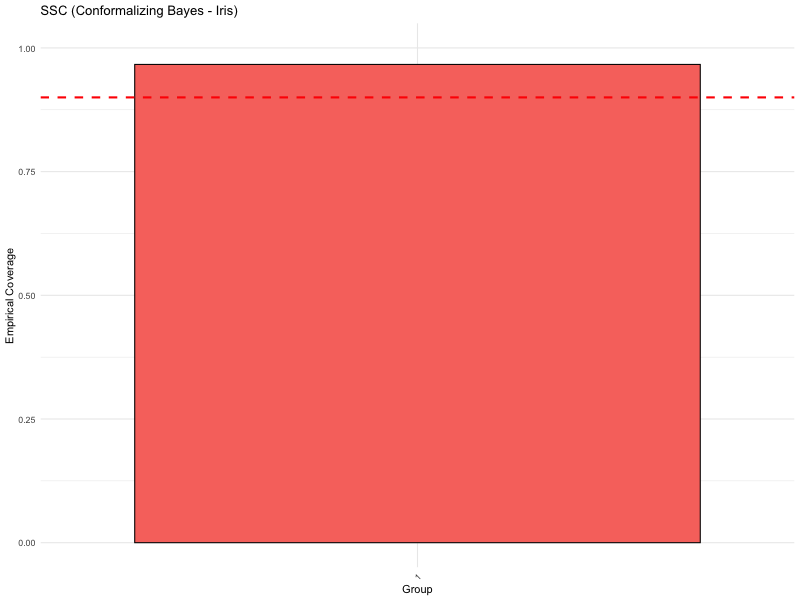 SSC (Conformalizing Bayes - Iris)
1.00
0.75
0.50
0.25
0.00
Empirical Coverage
1
Group